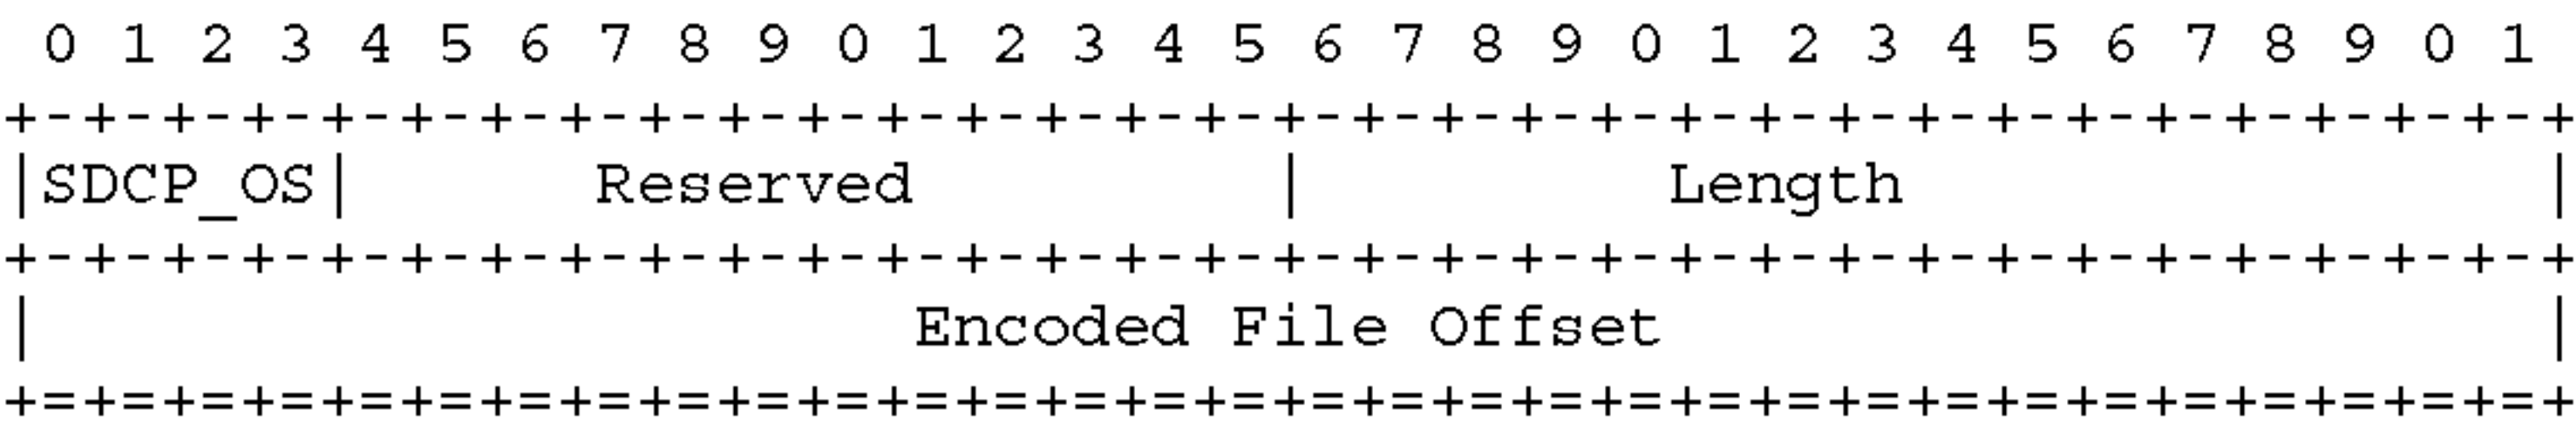 0 1 2 3 4 5 6 7 8 9 0 1 2 3 4 5 6 7 8 9 0 1 2 3 4 5 6 7 8 9 0 1
+-+-+-+-+-+-+-+-+-+-+-+-+-+-+-+-+-+-+-+-+-+-+-+-+-+-+-+-+-+-+-+-+
|SDCP_OS|      Reserved         |         Length                |
+-+-+-+-+-+-+-+-+-+-+-+-+-+-+-+-+-+-+-+-+-+-+-+-+-+-+-+-+-+-+-+-+
|                      Encoded File Offset                      |
+=+=+=+=+=+=+=+=+=+=+=+=+=+=+=+=+=+=+=+=+=+=+=+=+=+=+=+=+=+=+=+=+